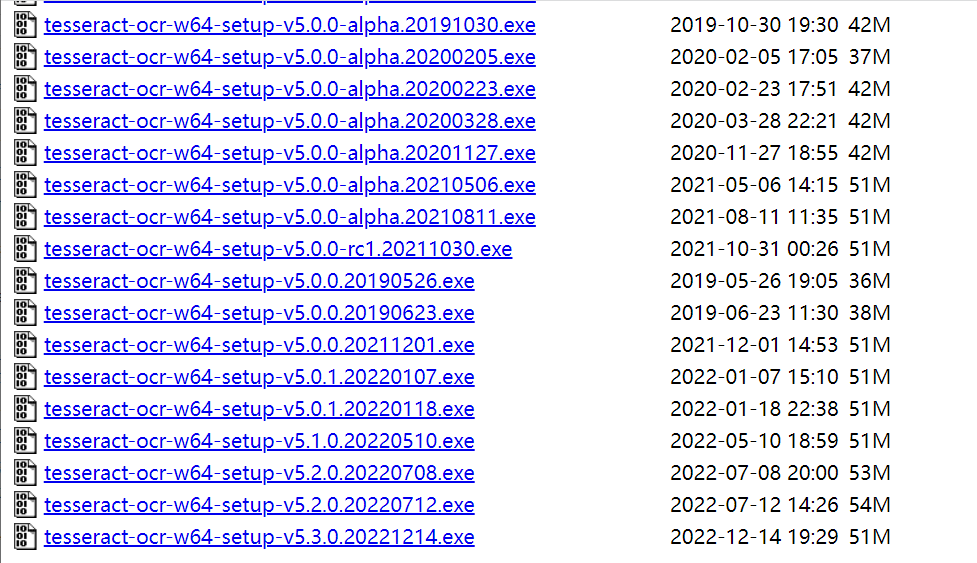 tesseract-ocr-w64-setup-v5.0.0-alpha.20191030.exe 2019-10-30 19:30 42M
tesseract-ocr-w64-setup-v5.0.0-alpha.20200205.exe 2020-02-05 17:05 37M
tesseract-ocr-w64-setup-v5.0.0-alpha.20200223.exe 2020-02-23 17:51 42M
tesseract-ocr-w64-setup-v5.0.0-alpha.20200328.exe 2020-03-28 22:21 42M
tesseract-ocr-w64-setup-v5.0.0-alpha.20201127.exe 2020-11-27 18:55 42M
tesseract-ocr-w64-setup-v5.0.0-alpha.20210506.exe 2021-05-06 14:15 51M
tesseract-ocr-w64-setup-v5.0.0-alpha.20210811.exe 2021-08-11 11:35 51M
tesseract-ocr-w64-setup-v5.0.0-rc1.20211030.exe 2021-10-31 00:26 51M
tesseract-ocr-w64-setup-v5.0.0.20190526.exe 2019-05-26 19:05 36M
tesseract-ocr-w64-setup-v5.0.0.20190623.exe 2019-06-23 11:30 38M
tesseract-ocr-w64-setup-v5.0.0.20211201.exe 2021-12-01 14:53 51M
tesseract-ocr-w64-setup-v5.0.1.20220107.exe 2022-01-07 15:10 51M
tesseract-ocr-w64-setup-v5.0.1.20220118.exe 2022-01-18 22:38 51M
tesseract-ocr-w64-setup-v5.1.0.20220510.exe 2022-05-10 18:59 51M
tesseract-ocr-w64-setup-v5.2.0.20220708.exe 2022-07-08 20:00 53M
tesseract-ocr-w64-setup-v5.2.0.20220712.exe 2022-07-12 14:26 54M
tesseract-ocr-w64-setup-v5.3.0.20221214.exe 2022-12-14 19:29 51M